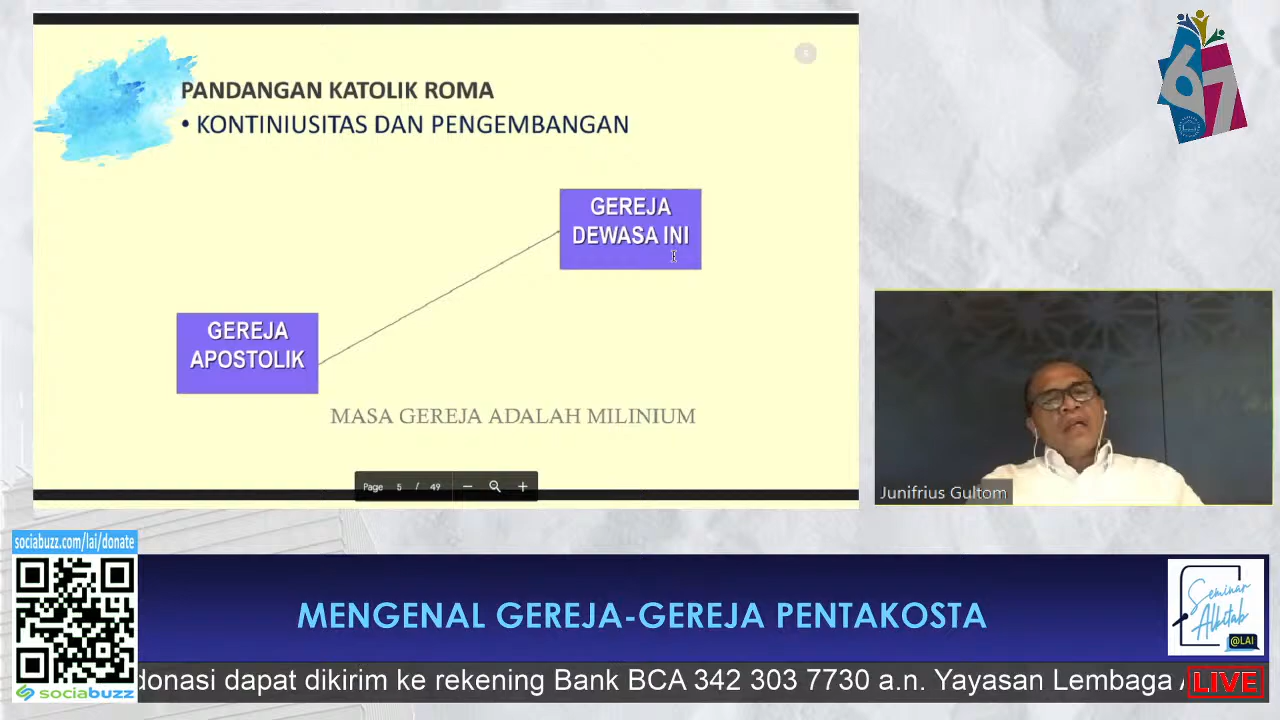 PANDANGAN KATOLIK ROMA
• KONTINIUSITAS DAN PENGEMBANGAN
5
67
GEREJA
DEWASA INI
GEREJA
APOSTOLIK
MASA GEREJA ADALAH MILINIUM
Page 5 / 49
Junifrius Gultom
sociabuzz.com/lai/donate
MENGENAL GEREJA-GEREJA PENTAKOSTA
Seminar
Alkitab
@LAI
donasi dapat dikirim ke rekening Bank BCA 342 303 7730 a.n. Yayasan Lembaga
LIVE
sociabuzz